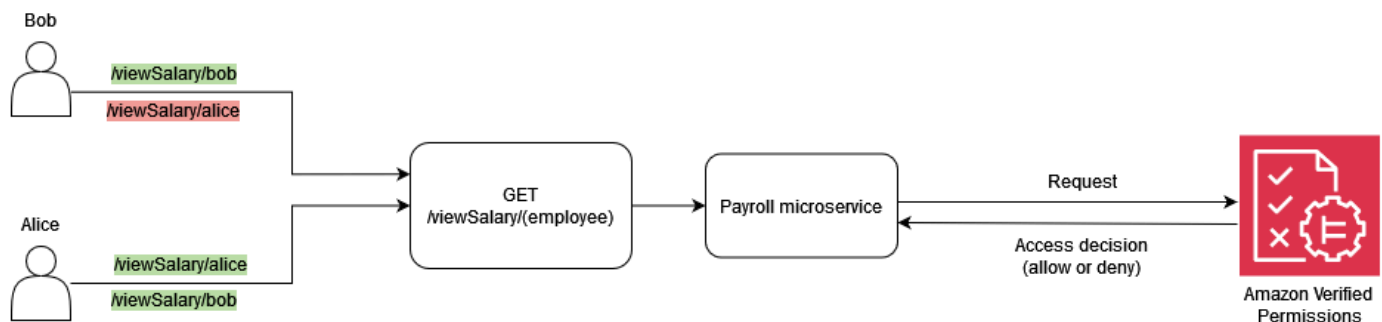 Bob
/viewSalary/bob
/viewSalary/alice
Alice
/viewSalary/alice
/viewSalary/bob
GET
/viewSalary/(employee)
Payroll microservice
Request
Access decision
(allow or deny)
Amazon Verified
Permissions